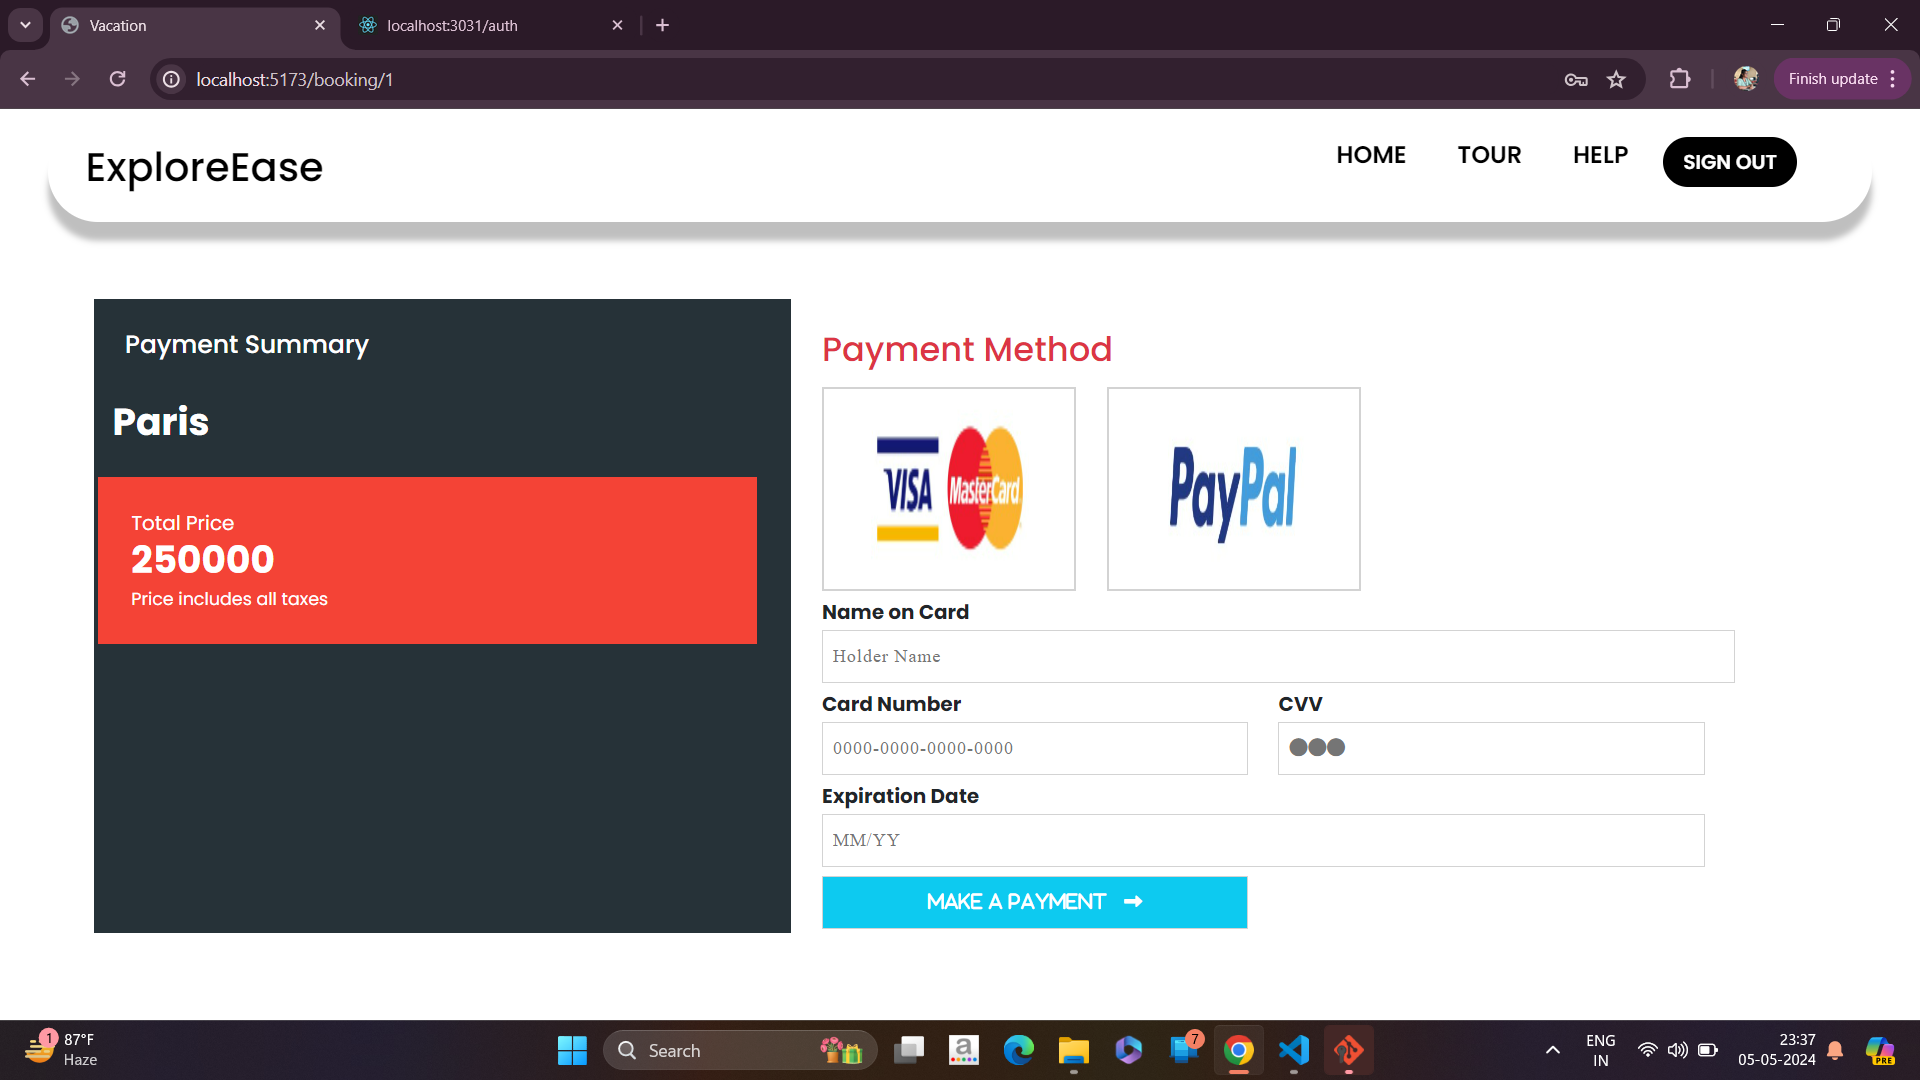 Vacation
localhost:3031/auth
localhost:5173/booking/1
Finish update
ExploreEase
HOME
TOUR
HELP
SIGN OUT
Payment Summary
Paris
Total Price
250000
Price includes all taxes
Payment Method
VISA
MasterCard
PayPal
Name on Card
Holder Name
Card Number
CVV
0000-0000-0000-0000
Expiration Date
MM/YY
MAKE A PAYMENT
1
87°F
Haze
Search
a
7
ENG
IN
23:37
05-05-2024
PRE